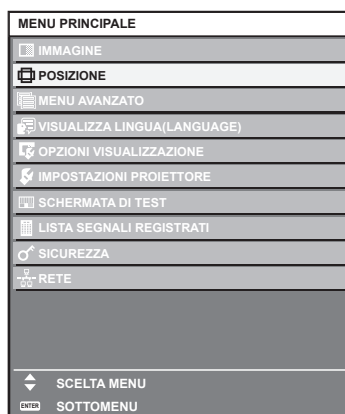 MENU PRINCIPALE
IMMAGINE
POSIZIONE
MENU AVANZATO
VISUALIZZA LINGUA(LANGUAGE)
OPZIONI VISUALIZZAZIONE
IMPOSTAZIONI PROIETTORE
SCHERMATA DI TEST
LISTA SEGNALI REGISTRATI
SICUREZZA
RETE
SCELTA MENU
ENTER SOTTOMENU